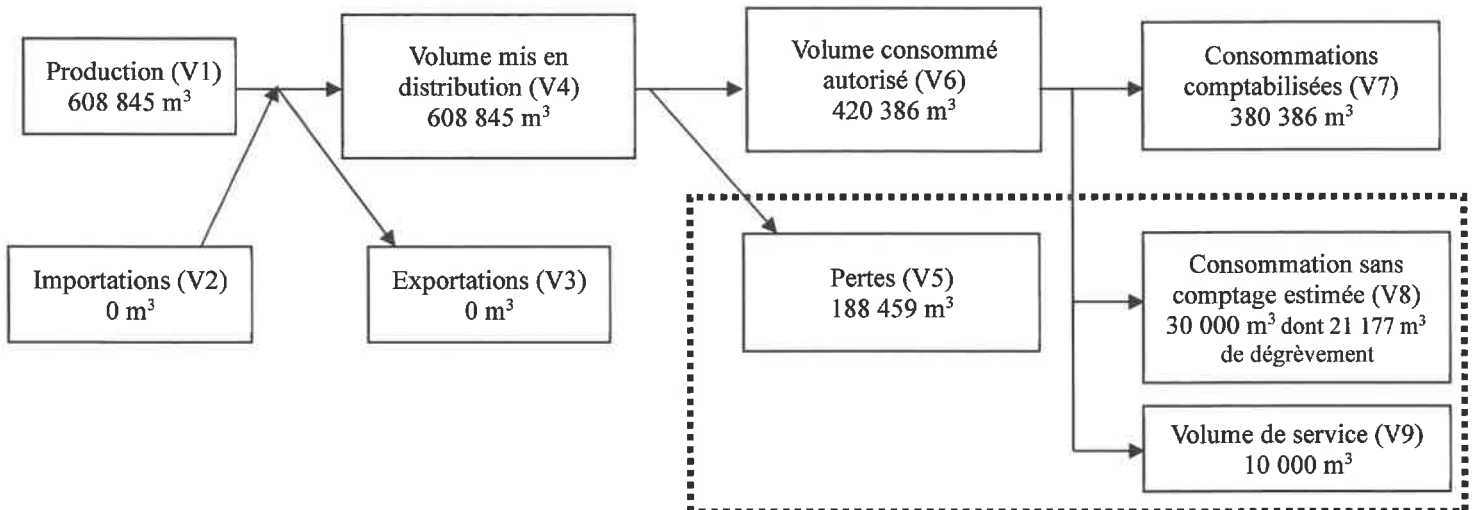 Production (V1)
608 845 m³
Volume mis en
distribution (V4)
608 845 m³
Volume consommé
autorisé (V6)
420 386 m³
Consommations
comptabilisées (V7)
380 386 m³
Importations (V2)
0 m³
Exportations (V3)
0 m³
Pertes (V5)
188 459 m³
Consommation sans
comptage estimée (V8)
30 000 m³ dont 21 177 m³
de dégrèvement
Volume de service (V9)
10 000 m³